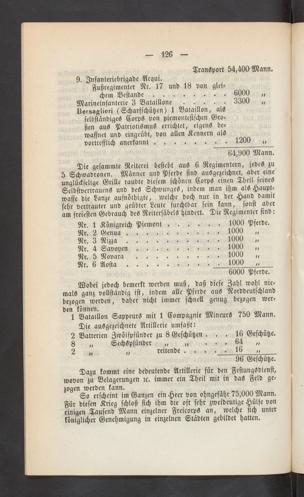 — 126 —
Transport 54,400 Mann.
9. Infanteriebrigade Acqui.
Fußregimenter Nr. 17 und 18 von glei-
chem Bestande - - - - - - - - 6000 „
Marineinfanterie 3 Bataillone - - - - - 3300 „
Bersaglieri (Scharfschützen) 1 Bataillon, als
selbständiges Corps von piemontesischen Gro-
ßen aus Patriotismus errichtet, eigens be-
waffnet und eingeübt, von allen Kennern als
vortrefflich anerkannt - - - - - - - 1200 „
64,900 Mann.
Die gesammte Reiterei besteht aus 6 Regimentern, jedes zu
5 Schwadronen. Männer und Pferde sind ausgezeichnet, aber eine
unglückselige Grille raubte diesem schönen Corps einen Theil seines
Selbstvertrauens und des Schwunges, indem man ihm als Haupt-
waffe die Lanze aufnöthigte, welche doch nur in der Hand damit
sehr vertrauter und geübter Leute furchtbar sein kann, stets aber
am freiesten Gebrauch des Reitersäbels hindert. Die Regimenter sind:
Nr. 1 Königreich Piemont - - - - - 1000 Pferde.
Nr. 2 Genua - - - - - - - - 1000 „
Nr. 3 Nizza - - - - - - - - 1000 „
Nr. 4 Savoyen - - - - - - - 1000 „
Nr. 5 Novara - - - - - - - 1000 „
Nr. 6 Aosta - - - - - - - - 1000 „
6000 Pferde.
Wobei jedoch bemerkt werden muß, daß diese Zahl wohl nie-
mals ganz vollständig ist, indem alle Pferde aus Norddeutschland
bezogen werden, daher nicht immer schnell genug bezogen wer-
den können.
1 Bataillon Sappeurs mit 1 Compagnie Mineurs 750 Mann.
Die ausgezeichnete Artillerie umfaßt:
2 Batterien Zwölfpfünder zu 8 Geschützen - - 16 Geschütze.
8 „ Sechspfünder „ „ - - 64 „
2 „ „ reitende - - - - 16 „
96 Geschütze.
Dazu kommt eine bedeutende Artillerie für den Festungsdienst,
wovon zu Belagerungen ꝛc. immer ein Theil mit in das Feld ge-
zogen werden kann.
So erscheint im Ganzen ein Heer von ohngefähr 75,000 Mann.
Für diesen Krieg schloß sich ihm die oft sehr zweideutige Hülfe von
einigen Tausend Mann einzelner Freicorps an, welche sich unter
königlicher Genehmigung in einzelnen Städten gebildet hatten.